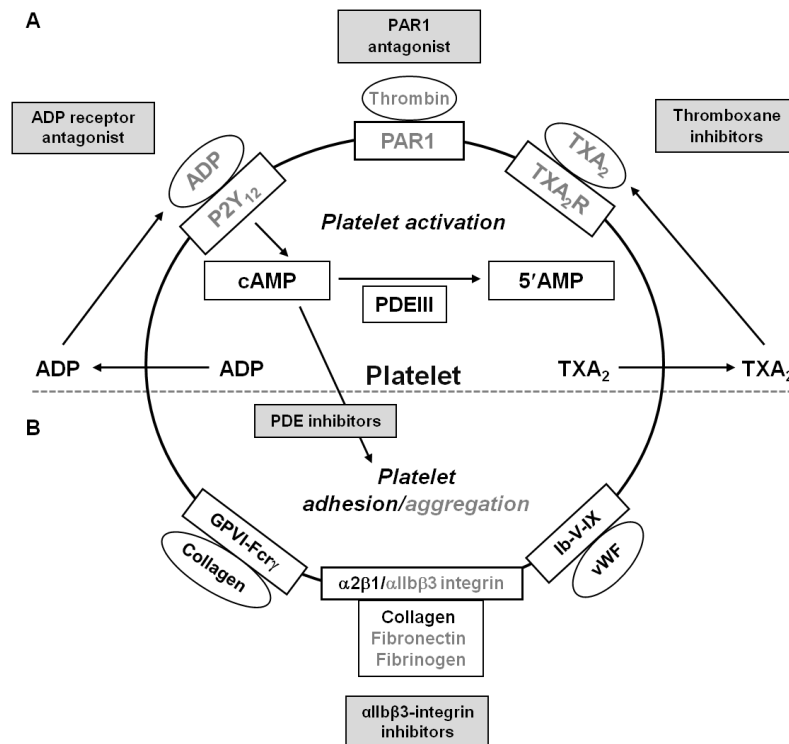 A
PAR1
antagonist
ADP receptor
antagonist
Thrombin
PAR1
Thromboxane
inhibitors
ADP
P2Y₁₂
TXA₂
TXA₂R
Platelet activation
cAMP
5′AMP
PDEIII
ADP
ADP
Platelet
TXA₂
TXA₂
B
PDE inhibitors
Platelet
adhesion/aggregation
GPVI-Fcrγ
Collagen
Ib-V-IX
vWF
α2β1/αIIbβ3 integrin
Collagen
Fibronectin
Fibrinogen
αIIbβ3-integrin
inhibitors